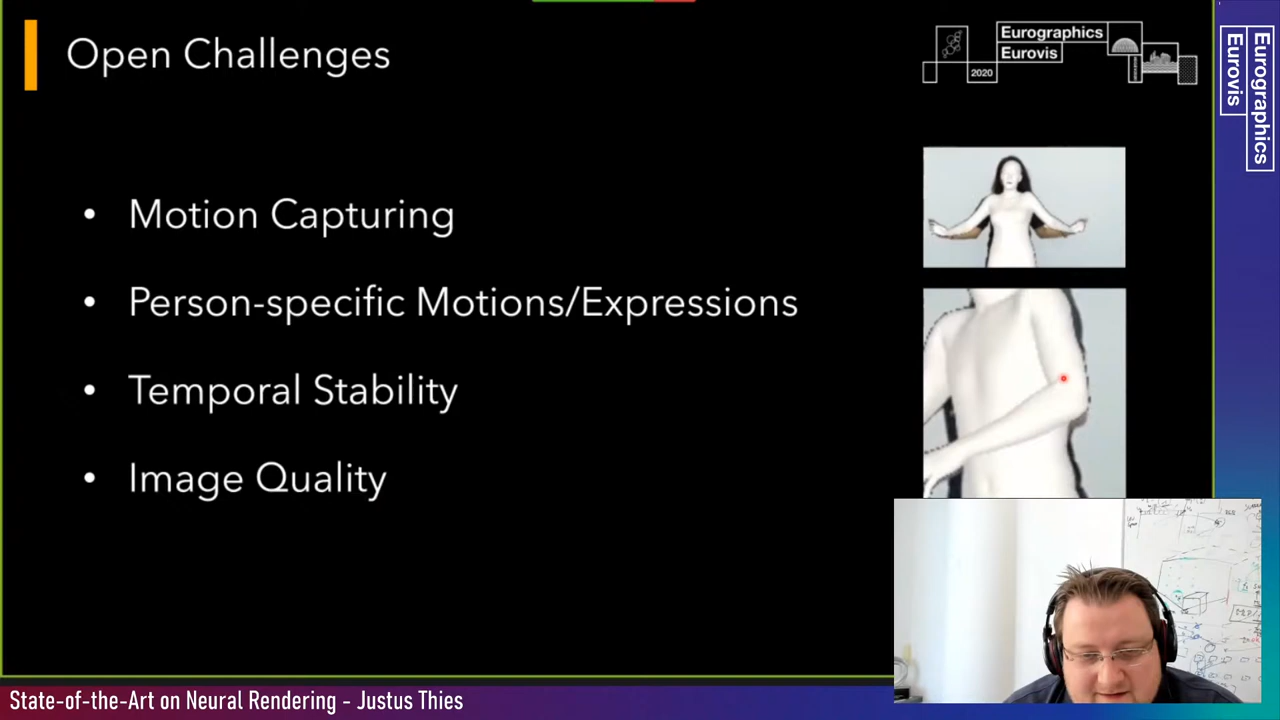 Open Challenges
Eurographics
Eurovis
2020
Eurographics
Eurovis
• Motion Capturing
• Person-specific Motions/Expressions
• Temporal Stability
• Image Quality
State-of-the-Art on Neural Rendering - Justus Thies